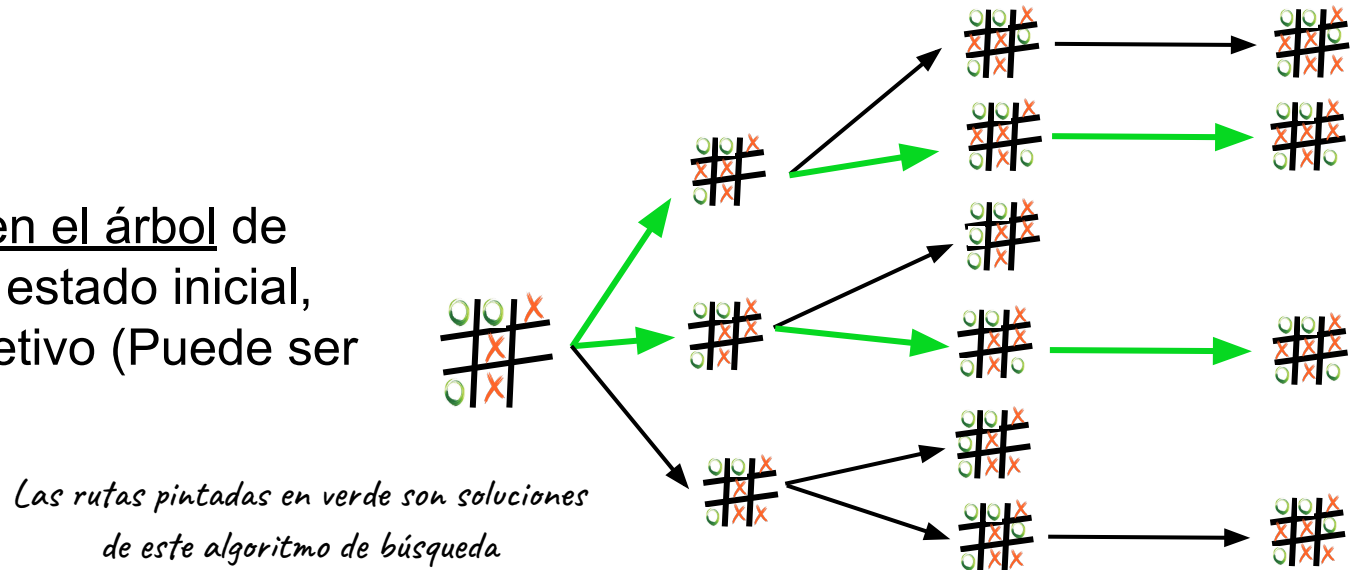 en el árbol de
estado inicial,
etivo (Puede ser
Las rutas pintadas en verde son soluciones
de este algoritmo de búsqueda